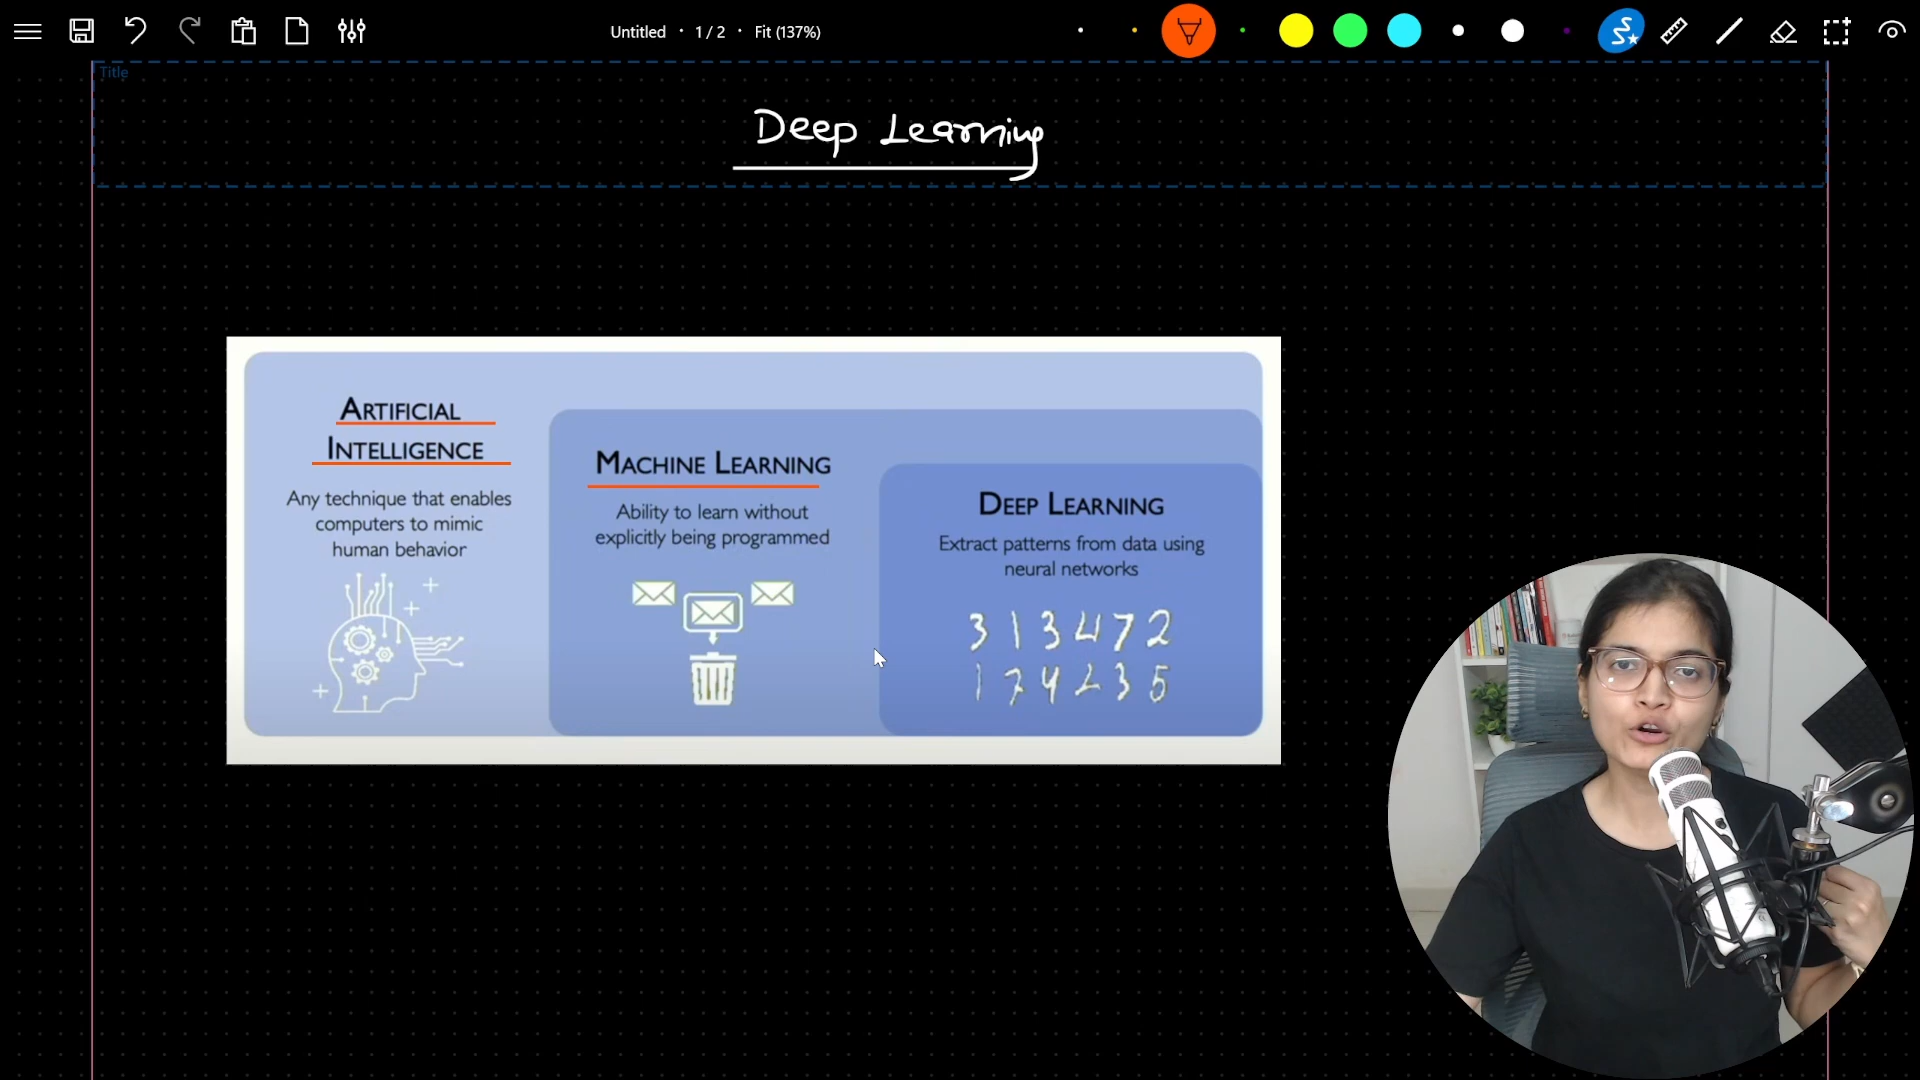 Untitled · 1 / 2 · Fit (137%)
Title
Deep Learning
ARTIFICIAL
INTELLIGENCE
Any technique that enables
computers to mimic
human behavior
MACHINE LEARNING
Ability to learn without
explicitly being programmed
DEEP LEARNING
Extract patterns from data using
neural networks
3 1 3 4 7 2
1 7 4 2 3 5